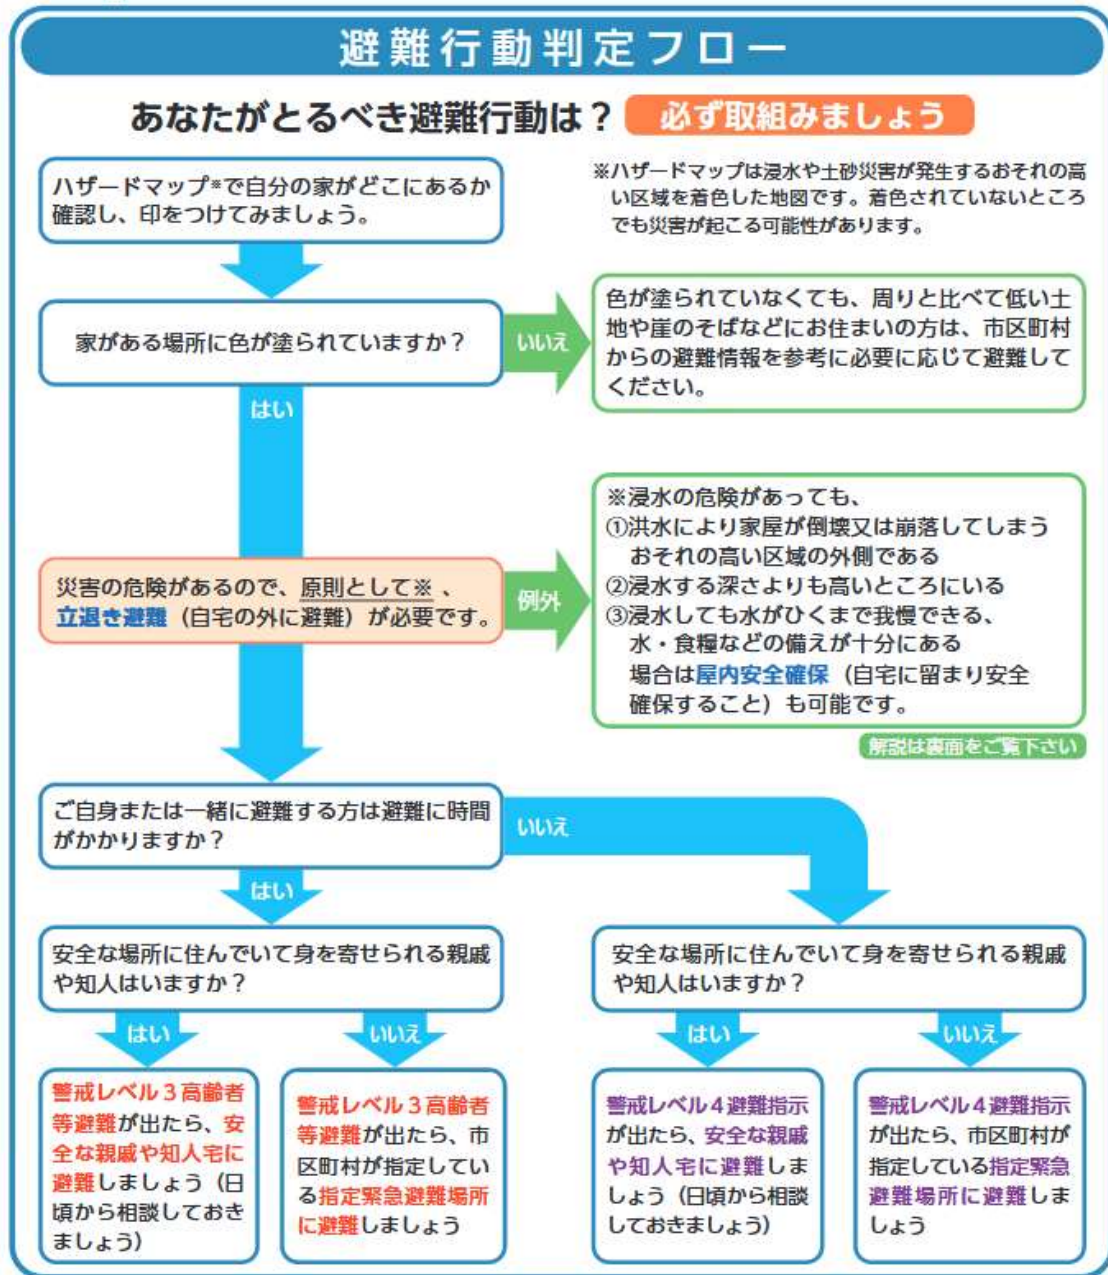 避難行動判定フロー
あなたがとるべき避難行動は？ 必ず取組みましょう
ハザードマップ※で自分の家がどこにあるか
確認し、印をつけてみましょう。
※ハザードマップは浸水や土砂災害が発生するおそれの高
い区域を着色した地図です。着色されていないところ
でも災害が起こる可能性があります。
家がある場所に色が塗られていますか？
いいえ
色が塗られていなくても、周りと比べて低い土
地や崖のそばなどにお住まいの方は、市区町村
からの避難情報を参考に必要に応じて避難して
ください。
はい
災害の危険があるので、原則として※、
立退き避難（自宅の外に避難）が必要です。
例外
※浸水の危険があっても、
①洪水により家屋が倒壊又は崩落してしまう
おそれの高い区域の外側である
②浸水する深さよりも高いところにいる
③浸水しても水がひくまで我慢できる、
水・食糧などの備えが十分にある
場合は屋内安全確保（自宅に留まり安全
確保すること）も可能です。
解説は裏面をご覧下さい
ご自身または一緒に避難する方は避難に時間
がかかりますか？
いいえ
はい
安全な場所に住んでいて身を寄せられる親戚
や知人はいますか？
安全な場所に住んでいて身を寄せられる親戚
や知人はいますか？
はい
いいえ
はい
いいえ
警戒レベル３高齢者
等避難が出たら、安
全な親戚や知人宅に
避難しましょう（日
頃から相談しておき
ましょう）
警戒レベル３高齢者
等避難が出たら、市
区町村が指定してい
る指定緊急避難場所
に避難しましょう
警戒レベル４避難指示
が出たら、安全な親戚
や知人宅に避難しま
しょう（日頃から相談
しておきましょう）
警戒レベル４避難指示
が出たら、市区町村が
指定している指定緊急
避難場所に避難しま
しょう